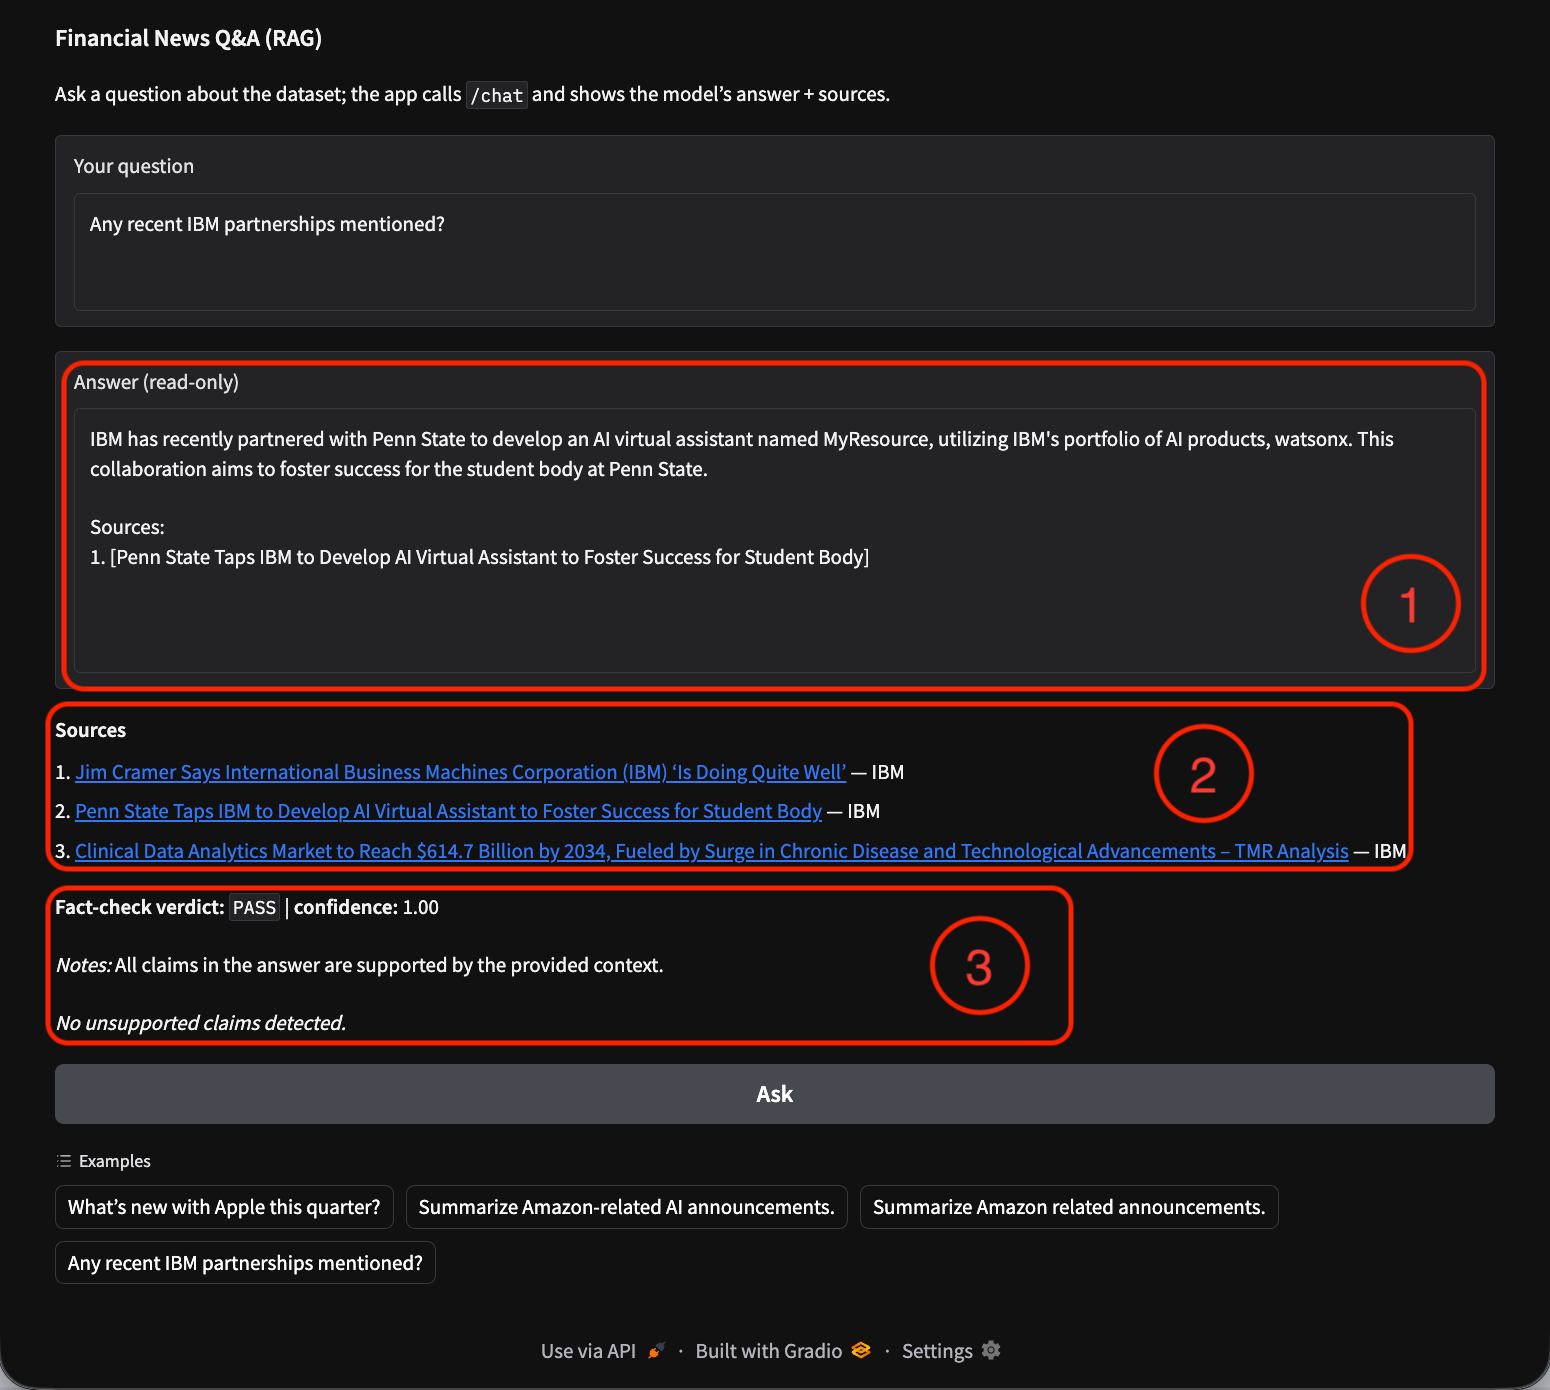 Financial News Q&A (RAG)
Ask a question about the dataset; the app calls /chat and shows the model’s answer + sources.
Your question
Any recent IBM partnerships mentioned?
Answer (read-only)
IBM has recently partnered with Penn State to develop an AI virtual assistant named MyResource, utilizing IBM's portfolio of AI products, watsonx. This
collaboration aims to foster success for the student body at Penn State.
Sources:
1. [Penn State Taps IBM to Develop AI Virtual Assistant to Foster Success for Student Body]
1
Sources
1. Jim Cramer Says International Business Machines Corporation (IBM) ‘Is Doing Quite Well’ — IBM
2. Penn State Taps IBM to Develop AI Virtual Assistant to Foster Success for Student Body — IBM
3. Clinical Data Analytics Market to Reach $614.7 Billion by 2034, Fueled by Surge in Chronic Disease and Technological Advancements – TMR Analysis — IBM
2
Fact-check verdict: PASS | confidence: 1.00
Notes: All claims in the answer are supported by the provided context.
No unsupported claims detected.
3
Ask
Examples
What’s new with Apple this quarter?
Summarize Amazon-related AI announcements.
Summarize Amazon related announcements.
Any recent IBM partnerships mentioned?
Use via API · Built with Gradio · Settings